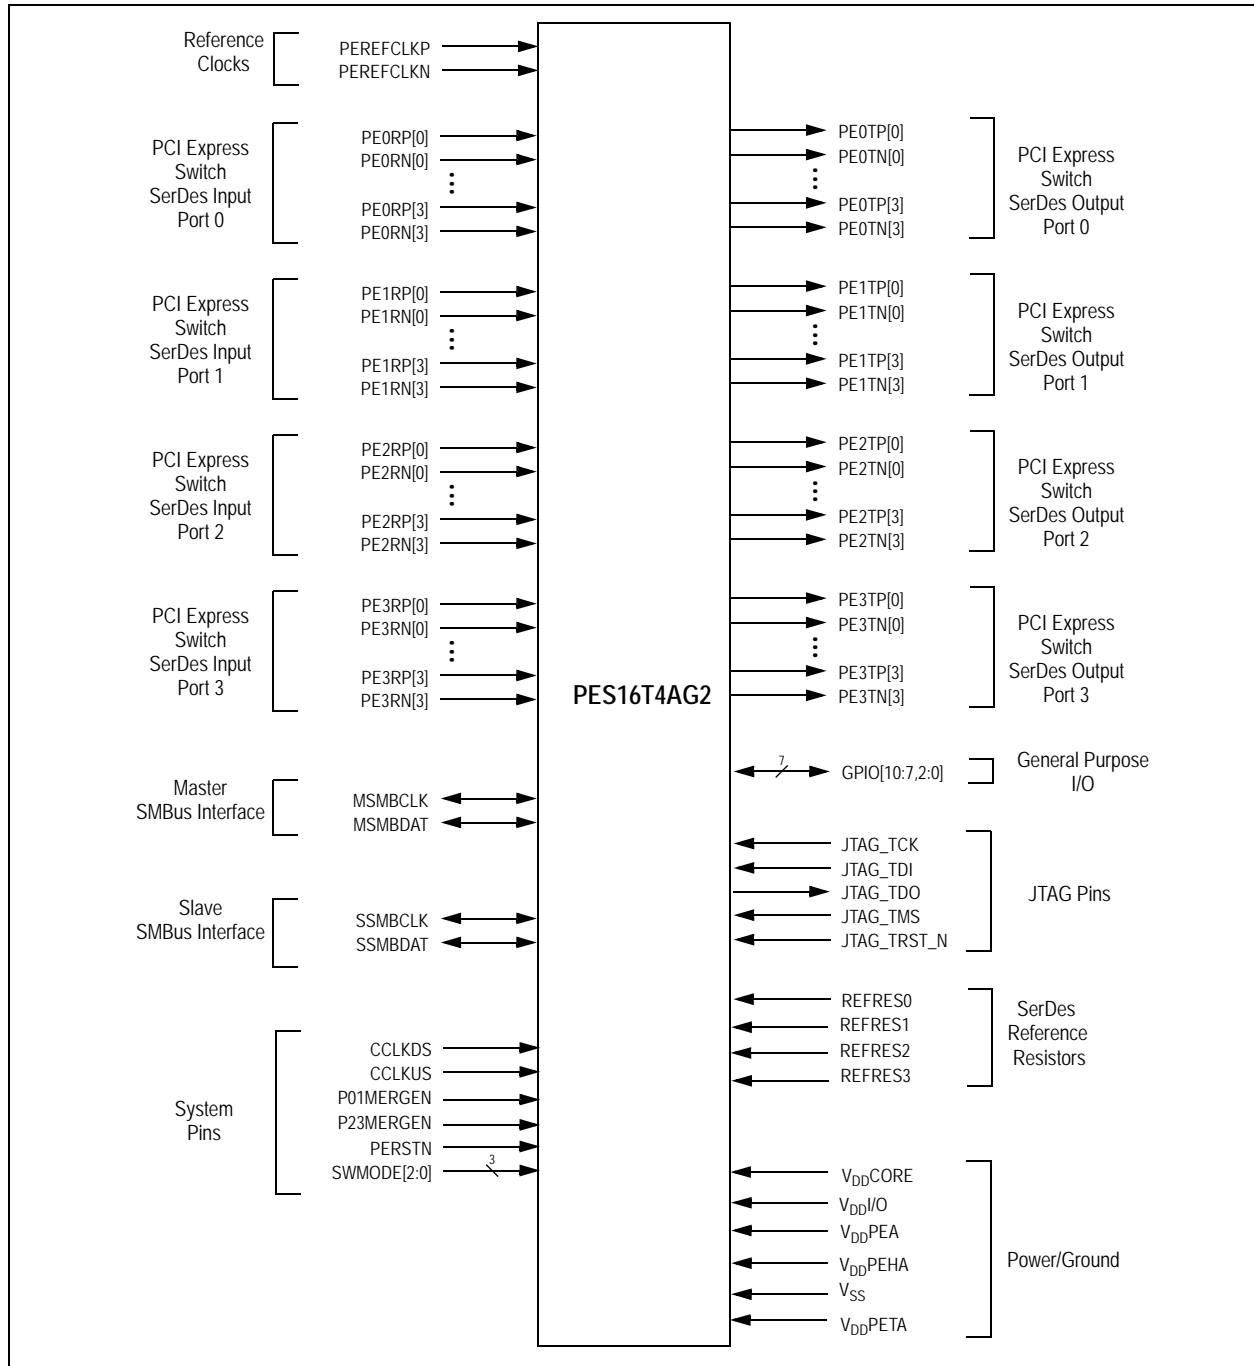 Reference
Clocks
PEREFCLKP
PEREFCLKN
PCI Express
Switch
SerDes Input
Port 0
PE0RP[0]
PE0RN[0]
PE0RP[3]
PE0RN[3]
PCI Express
Switch
SerDes Input
Port 1
PE1RP[0]
PE1RN[0]
PE1RP[3]
PE1RN[3]
PCI Express
Switch
SerDes Input
Port 2
PE2RP[0]
PE2RN[0]
PE2RP[3]
PE2RN[3]
PCI Express
Switch
SerDes Input
Port 3
PE3RP[0]
PE3RN[0]
PE3RP[3]
PE3RN[3]
Master
SMBus Interface
MSMBCLK
MSMBDAT
Slave
SMBus Interface
SSMBCLK
SSMBDAT
System
Pins
CCLKDS
CCLKUS
P01MERGEN
P23MERGEN
PERSTN
SWMODE[2:0]
3
PES16T4AG2
PE0TP[0]
PE0TN[0]
PE0TP[3]
PE0TN[3]
PCI Express
Switch
SerDes Output
Port 0
PE1TP[0]
PE1TN[0]
PE1TP[3]
PE1TN[3]
PCI Express
Switch
SerDes Output
Port 1
PE2TP[0]
PE2TN[0]
PE2TP[3]
PE2TN[3]
PCI Express
Switch
SerDes Output
Port 2
PE3TP[0]
PE3TN[0]
PE3TP[3]
PE3TN[3]
PCI Express
Switch
SerDes Output
Port 3
7
GPIO[10:7,2:0]
General Purpose
I/O
JTAG_TCK
JTAG_TDI
JTAG_TDO
JTAG_TMS
JTAG_TRST_N
JTAG Pins
REFRES0
REFRES1
REFRES2
REFRES3
SerDes
Reference
Resistors
VDDCORE
VDDI/O
VDDPEA
VDDPEHA
VSS
VDDPETA
Power/Ground